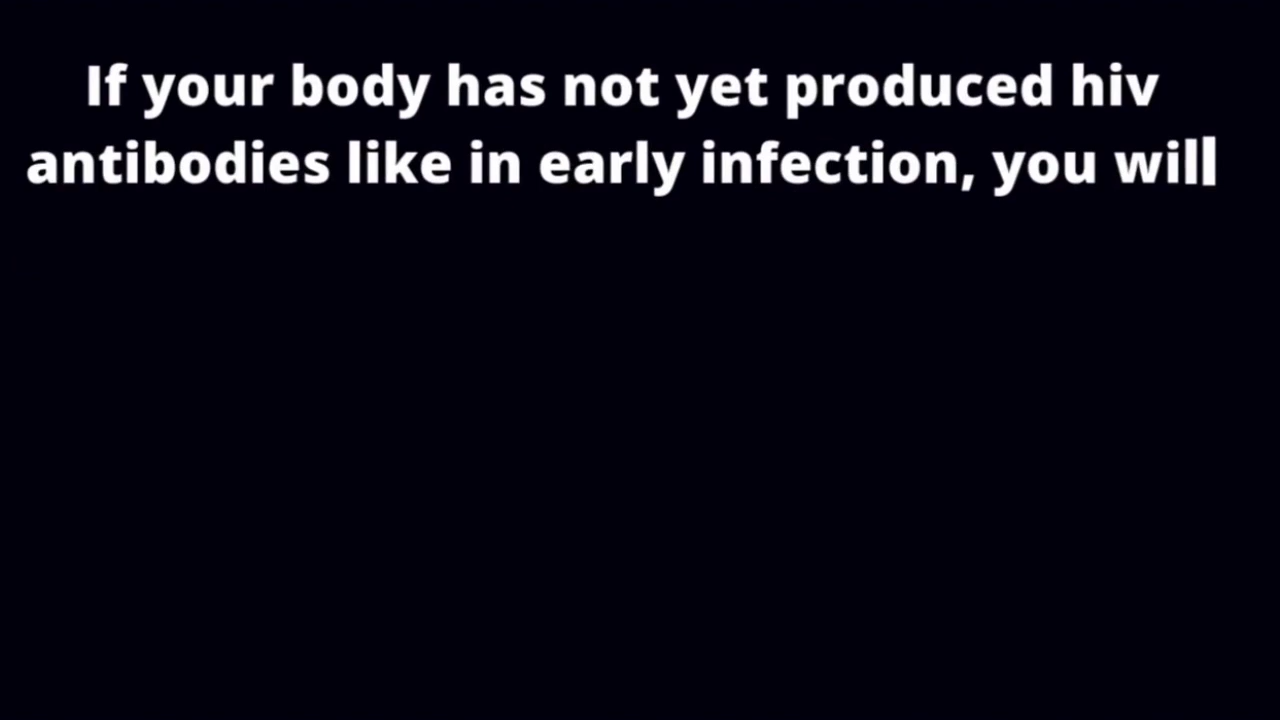 If your body has not yet produced hiv
antibodies like in early infection, you will